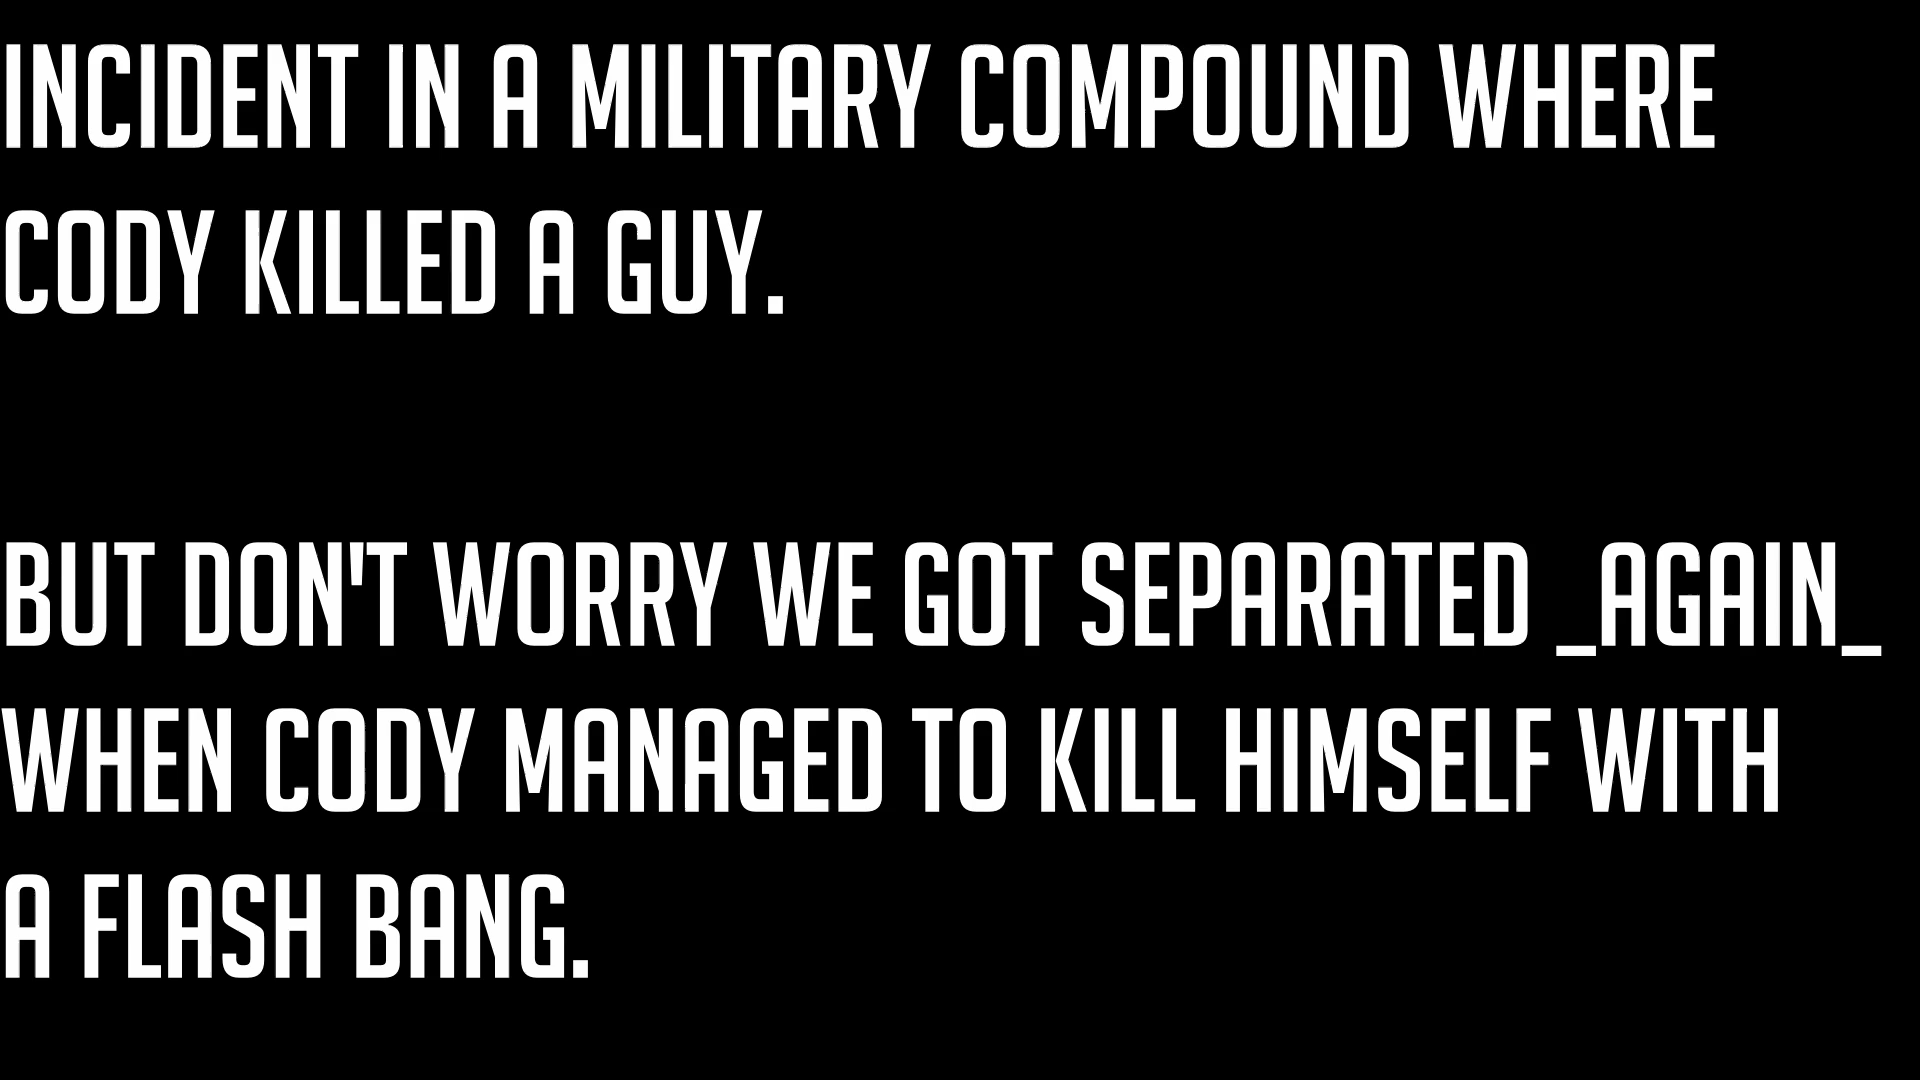 INCIDENT IN A MILITARY COMPOUND WHERE
CODY KILLED A GUY.
BUT DON'T WORRY WE GOT SEPARATED _AGAIN_
WHEN CODY MANAGED TO KILL HIMSELF WITH
A FLASH BANG.